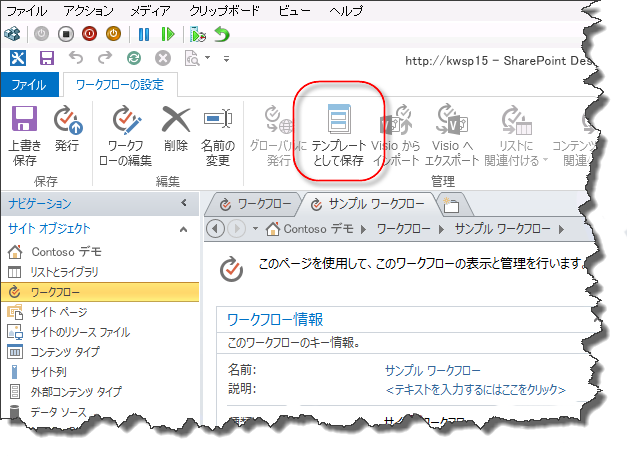 ファイル アクション メディア クリップボード ビュー ヘルプ
http://kwsp15 - SharePoint Des
ファイル ワークフローの設定
上書き保存 発行 ワークフローの編集 削除 名前の変更 グローバルに発行 テンプレートとして保存 Visio からインポート Visio へエクスポート リストに関連付ける コンテンツ 関連
保存 編集 管理
ナビゲーション
サイト オブジェクト
Contoso デモ
リストとライブラリ
ワークフロー
サイト ページ
サイトのリソース ファイル
コンテンツ タイプ
サイト列
外部コンテンツ タイプ
データ ソース
ワークフロー サンプル ワークフロー
Contoso デモ ワークフロー サンプル ワークフロー
このページを使用して、このワークフローの表示と管理を行います。
ワークフロー情報
このワークフローのキー情報。
名前: サンプル ワークフロー
説明: <テキストを入力するにはここをクリック>